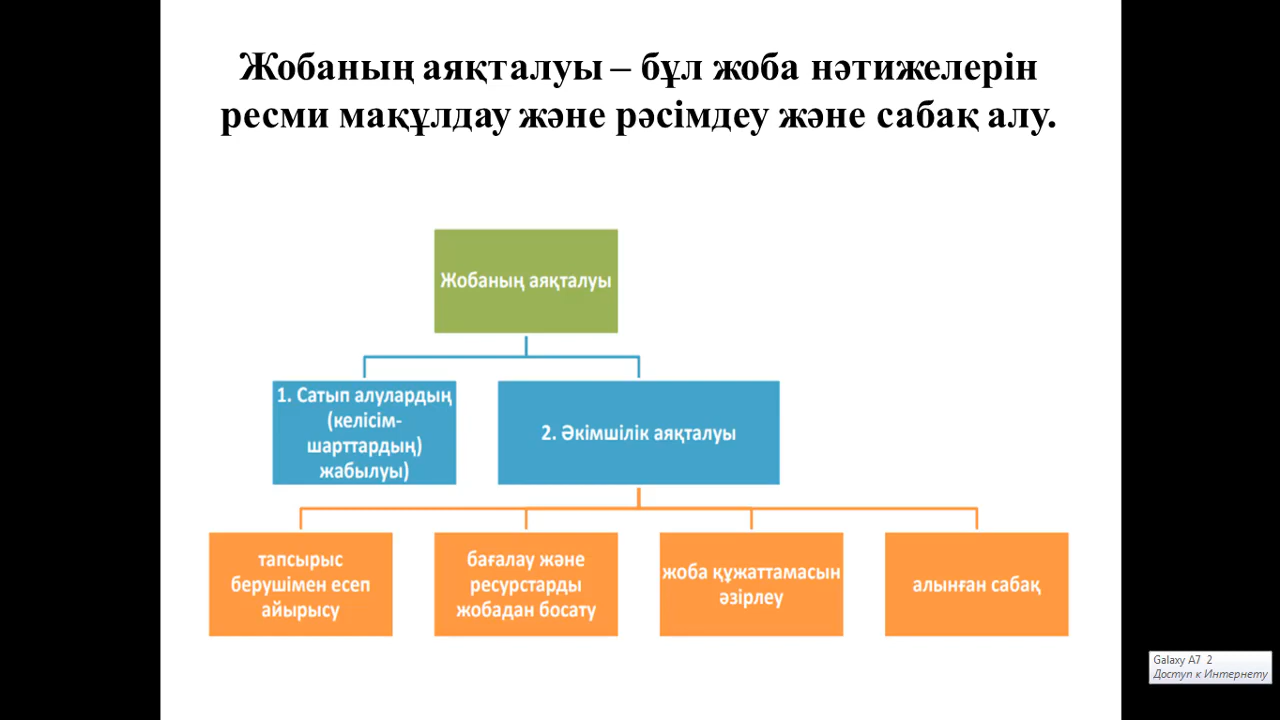 Жобаның аяқталуы – бұл жоба нәтижелерін
ресми мақұлдау және рәсімдеу және сабақ алу.
Жобаның аяқталуы
1. Сатып алулардың
(келісім-
шарттардың)
жабылуы)
2. Әкімшілік аяқталуы
тапсырыс
берушімен есеп
айырысу
бағалау және
ресурстарды
жобадан босату
жоба құжаттамасын
әзірлеу
алынған сабақ
Galaxy A7 2
Доступ к Интернету